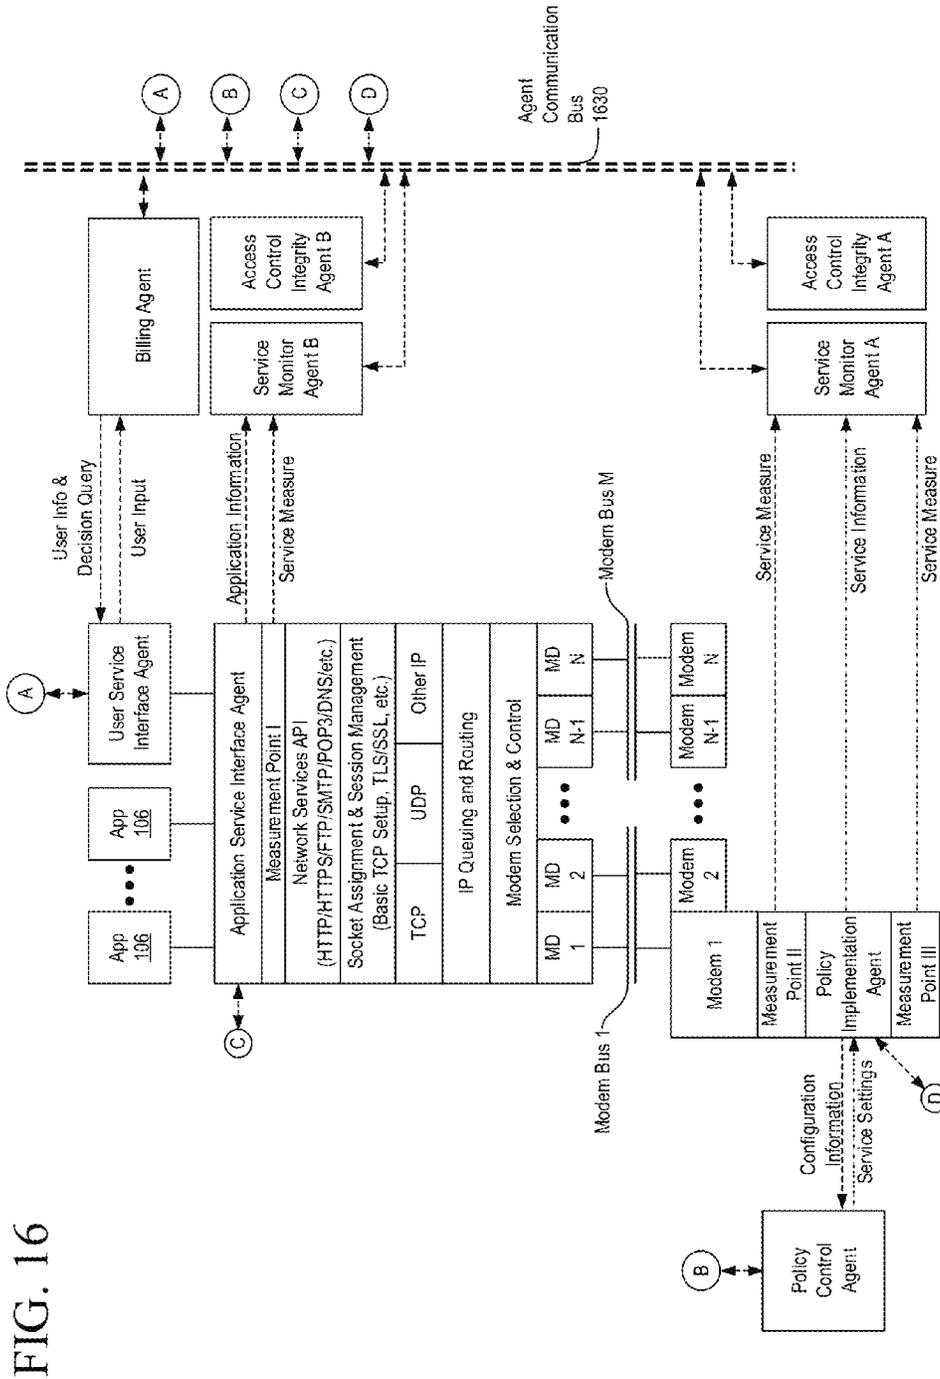 FIG. 16
A
B
C
D
Agent
Communication
Bus
1630
Billing Agent
Access
Control
Integrity
Agent B
Service
Monitor
Agent B
Access
Control
Integrity
Agent A
Service
Monitor
Agent A
User Info &
Decision Query
User Input
Application Information
Service Measure
Service Measure
Service Information
Service Measure
A
User Service
Interface Agent
App
106
App
106
C
Application Service Interface Agent
Measurement Point I
Network Services API
(HTTP/HTTPS/FTP/SMTP/POP3/DNS/etc.)
Socket Assignment & Session Management
(Basic TCP Setup, TLS/SSL, etc.)
TCP
UDP
Other IP
IP Queuing and Routing
Modem Selection & Control
MD
1
MD
2
MD
N-1
MD
N
Modem Bus 1
Modem Bus M
Modem 1
Modem
2
Modem
N-1
Modem
N
Measurement
Point II
Policy
Implementation
Agent
Measurement
Point III
Configuration
Information
Service Settings
D
B
Policy
Control
Agent